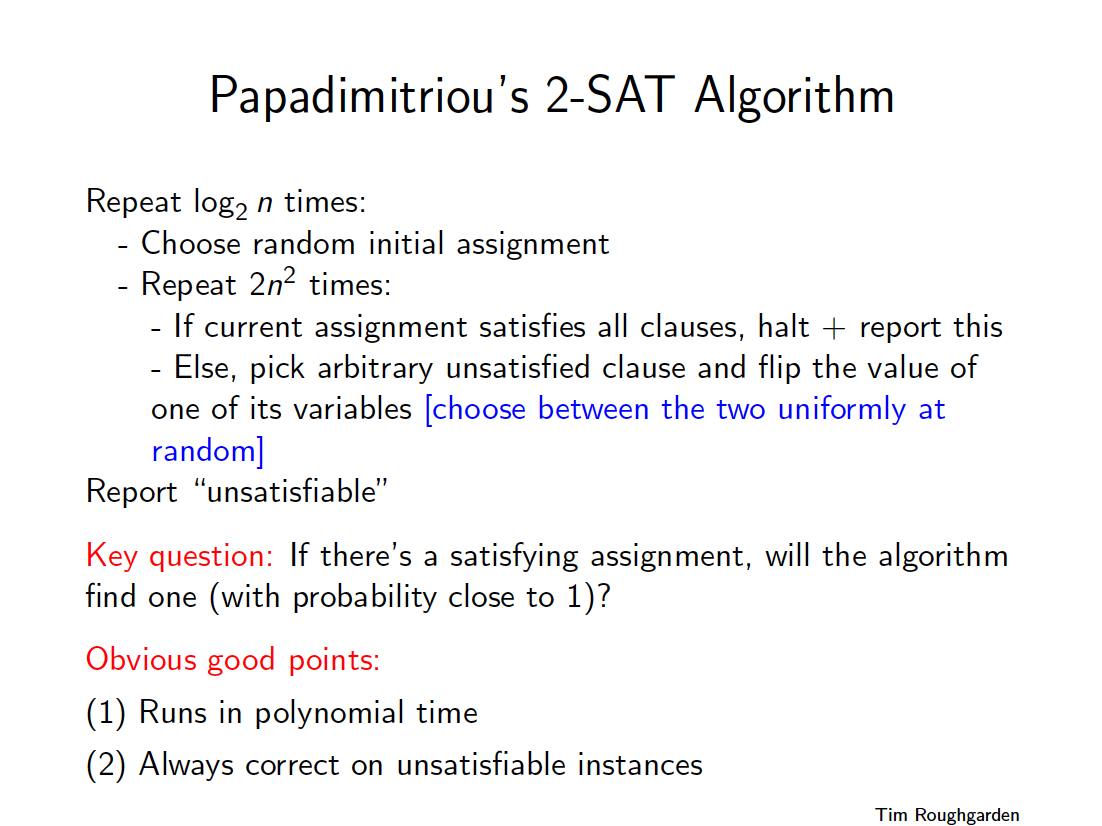 Papadimitriou's 2-SAT Algorithm
Repeat log₂ n times:
- Choose random initial assignment
- Repeat 2n² times:
- If current assignment satisfies all clauses, halt + report this
- Else, pick arbitrary unsatisfied clause and flip the value of
one of its variables [choose between the two uniformly at
random]
Report “unsatisfiable”
Key question: If there's a satisfying assignment, will the algorithm
find one (with probability close to 1)?
Obvious good points:
(1) Runs in polynomial time
(2) Always correct on unsatisfiable instances
Tim Roughgarden